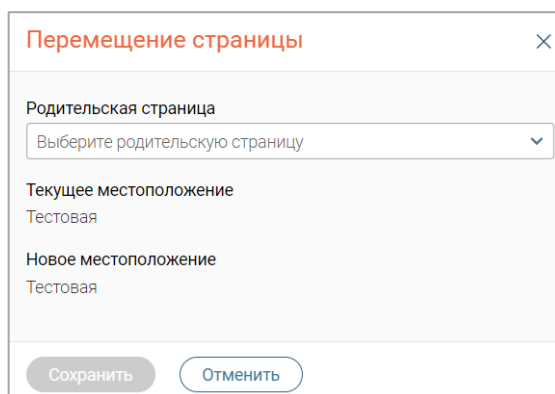 Перемещение страницы
Родительская страница
Выберите родительскую страницу
Текущее местоположение
Тестовая
Новое местоположение
Тестовая
Сохранить
Отменить